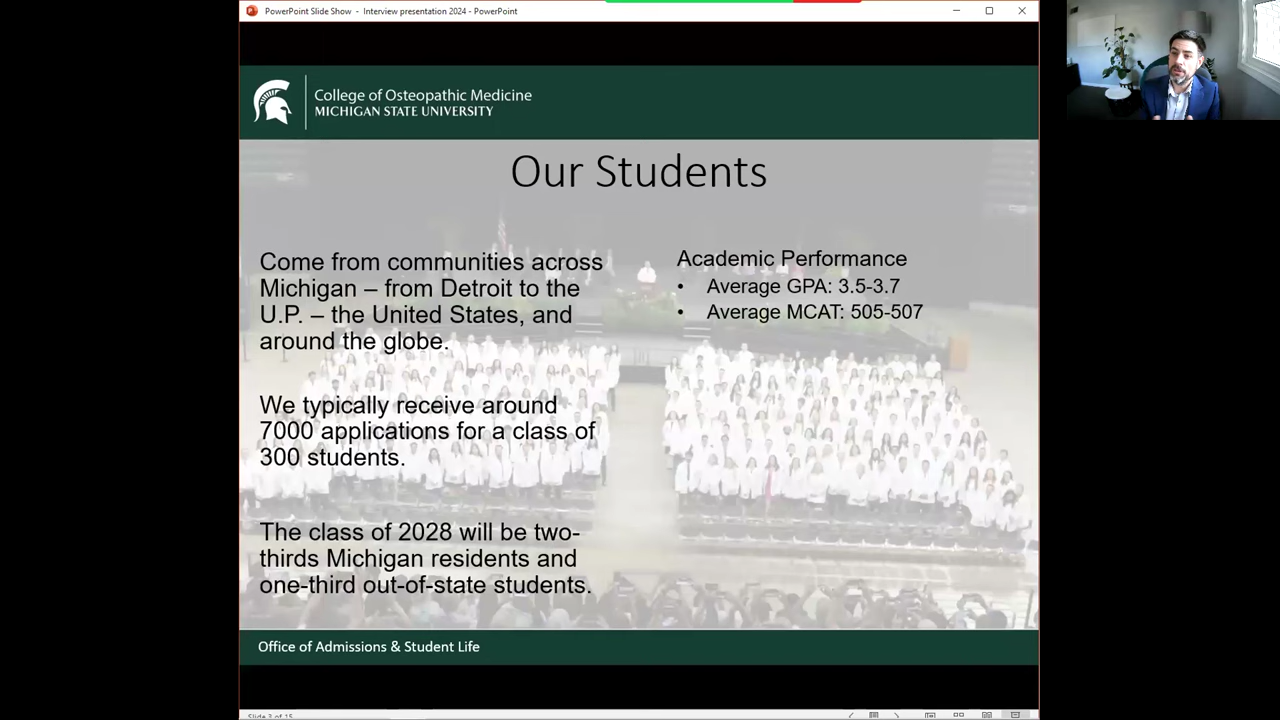 PowerPoint Slide Show - Interview presentation 2024 - PowerPoint
College of Osteopathic Medicine
MICHIGAN STATE UNIVERSITY
Our Students
Come from communities across
Michigan – from Detroit to the
U.P. – the United States, and
around the globe.
We typically receive around
7000 applications for a class of
300 students.
The class of 2028 will be two-
thirds Michigan residents and
one-third out-of-state students.
Academic Performance
• Average GPA: 3.5-3.7
• Average MCAT: 505-507
Office of Admissions & Student Life
Slide 3 of 15